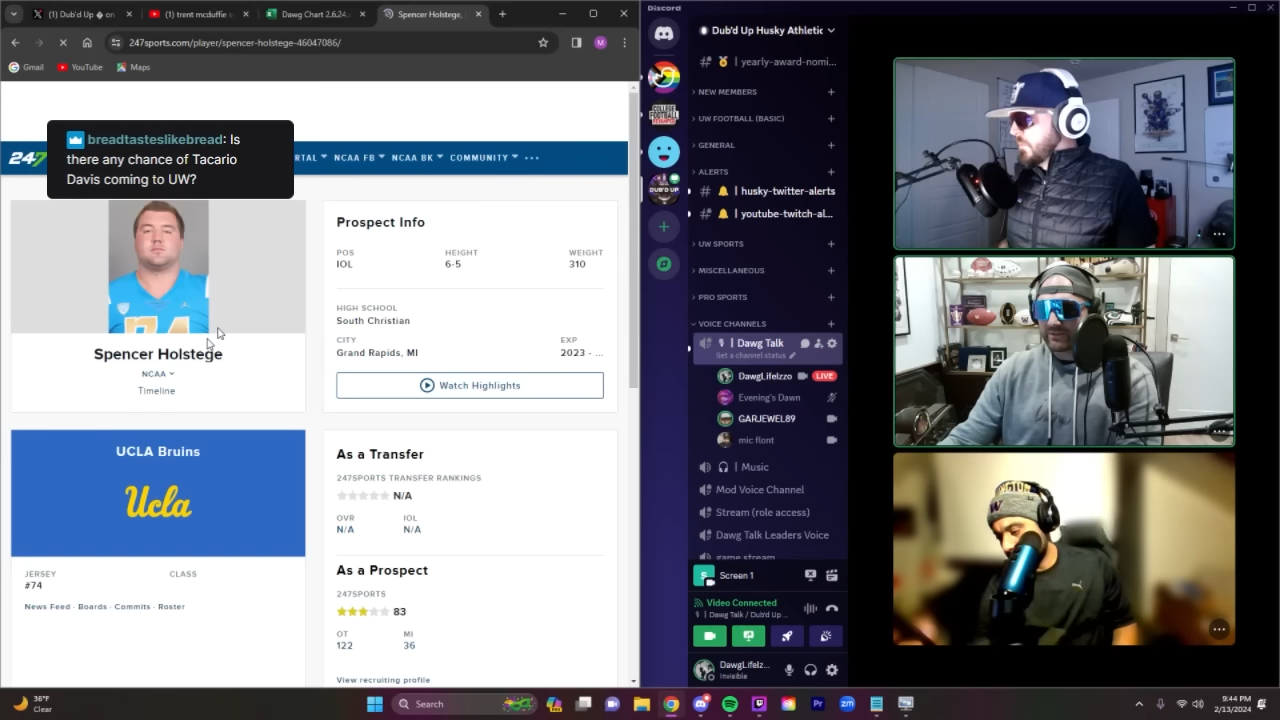 Discord
(1) Dub'd Up
on
(1) trent mcduffie s
Dawg Chart 2.6.24
Spencer Holstege,
247sports.com/player/spencer-holstege-46047086/
M
Gmail
YouTube
Maps
breadtasteslikebread: Is
there any chance of Tacario
Davis coming to UW?
247
RTAL
NCAA FB
NCAA BK
COMMUNITY
Spencer Holstege
NCAA
Timeline
Prospect Info
POS
HEIGHT
WEIGHT
IOL
6-5
310
HIGH SCHOOL
South Christian
CITY
EXP
Grand Rapids, MI
2023 - ...
Watch Highlights
UCLA Bruins
Ucla
JERSEY
CLASS
#74
News Feed · Boards · Commits · Roster
As a Transfer
247SPORTS TRANSFER RANKINGS
N/A
OVR
IOL
N/A
N/A
As a Prospect
247SPORTS
83
OT
MI
122
36
View recruiting profile
Dub'd Up Husky Athletic
| yearly-award-nomi...
NEW MEMBERS
UW FOOTBALL (BASIC)
GENERAL
ALERTS
| husky-twitter-alerts
| youtube-twitch-al...
UW SPORTS
MISCELLANEOUS
PRO SPORTS
VOICE CHANNELS
| Dawg Talk
Set a channel status
DawgLifeIzzo
LIVE
Evening's Dawn
GARJEWEL89
mic flont
| Music
Mod Voice Channel
Stream (role access)
Dawg Talk Leaders Voice
game stream
S
Screen 1
Video Connected
| Dawg Talk / Dub'd Up...
DawgLifeIz...
Invisible
36°F
Clear
Search
9:44 PM
2/13/2024